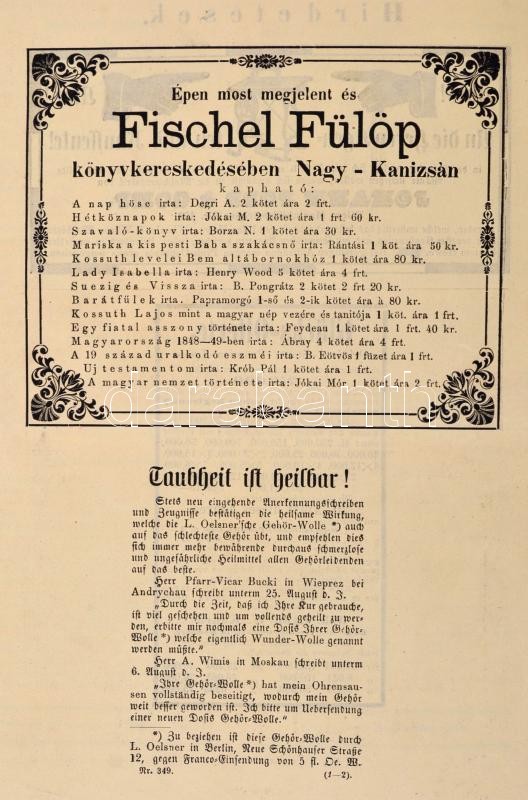 Épen most megjelent és
Fischel Fülöp
könyvkereskedésében Nagy - Kanizsàn
kapható:
A nap höse irta: Degri A. 2 kötet ára 2 frt.
Hétköznapok irta: Jókai M. 2 kötet ára 1 frt. 60 kr.
Szavaló-könyv irta: Borza N. 1 kötet ára 30 kr.
Mariska a kis pesti Baba szakácsnő irta: Rántási 1 köt. ára 50 kr.
Kossuth levelei Bem altábornokhóz 1 kötet ára 80 kr.
Lady Isabella irta: Henry Wood 5 kötet ára 4 frt.
Suezig és Vissza irta: B. Pongrátz 2 kötet 2 frt 20 kr.
Barátfülek irta. Papramorgó 1-ső és 2-ik kötet ára à 80 kr.
Kossuth Lajos mint a magyar nép vezére és tanitója 1 köt. ára 1 frt.
Egy fiatal asszony története irta: Feydeau 1 kötet ára 1 frt. 40 kr.
Magyarország 1848—49-ben irta: Ábray 4 kötet ára 4 frt.
A 19 század uralkodó eszméi irta: B. Eötvös 1 füzet ára 1 frt.
Uj testamentom irta: Krób Pál 1 kötet ára 1 frt.
A magyar nemzet története irta: Jókai Mór 1 kötet ára 2 frt.
darabanth
Taubheit ist heilbar!
Stets neu eingehende Anerkennungsschreiben
und Zeugnisse bestätigen die heilsame Wirkung,
welche die L. Oelsner'sche Gehör-Wolle *) auch
auf das schlechteste Gehör übt, und empfehlen dies
sich immer mehr bewährende durchaus schmerzlose
und ungefährliche Heilmittel allen Gehörleidenden
auf das beste.
Herr Pfarr-Vicar Bucki in Wieprez bei
Andrychau schreibt unterm 25. August d. J.
„Durch die Zeit, daß ich Ihre Kur gebrauche,
ist viel geschehen und um vollends geheilt zu wer-
den, erbitte mir nochmals eine Dosis Ihrer Gehör-
Wolle *) welche eigentlich Wunder-Wolle genannt
werden müßte."
Herr A. Wimis in Moskau schreibt unterm
6. August d. J.
„Ihre Gehör-Wolle *) hat mein Ohrensau-
sen vollständig beseitigt, wodurch mein Gehör
weit besser geworden ist. Ich bitte um Uebersendung
einer neuen Dosis Gehör-Wolle."
*) Zu beziehen ist diese Gehör-Wolle durch
L. Oelsner in Berlin, Neue Schönhauser Straße
12, gegen Franco-Einsendung von 5 fl. Oe. W.
Nr. 349. (1—2).